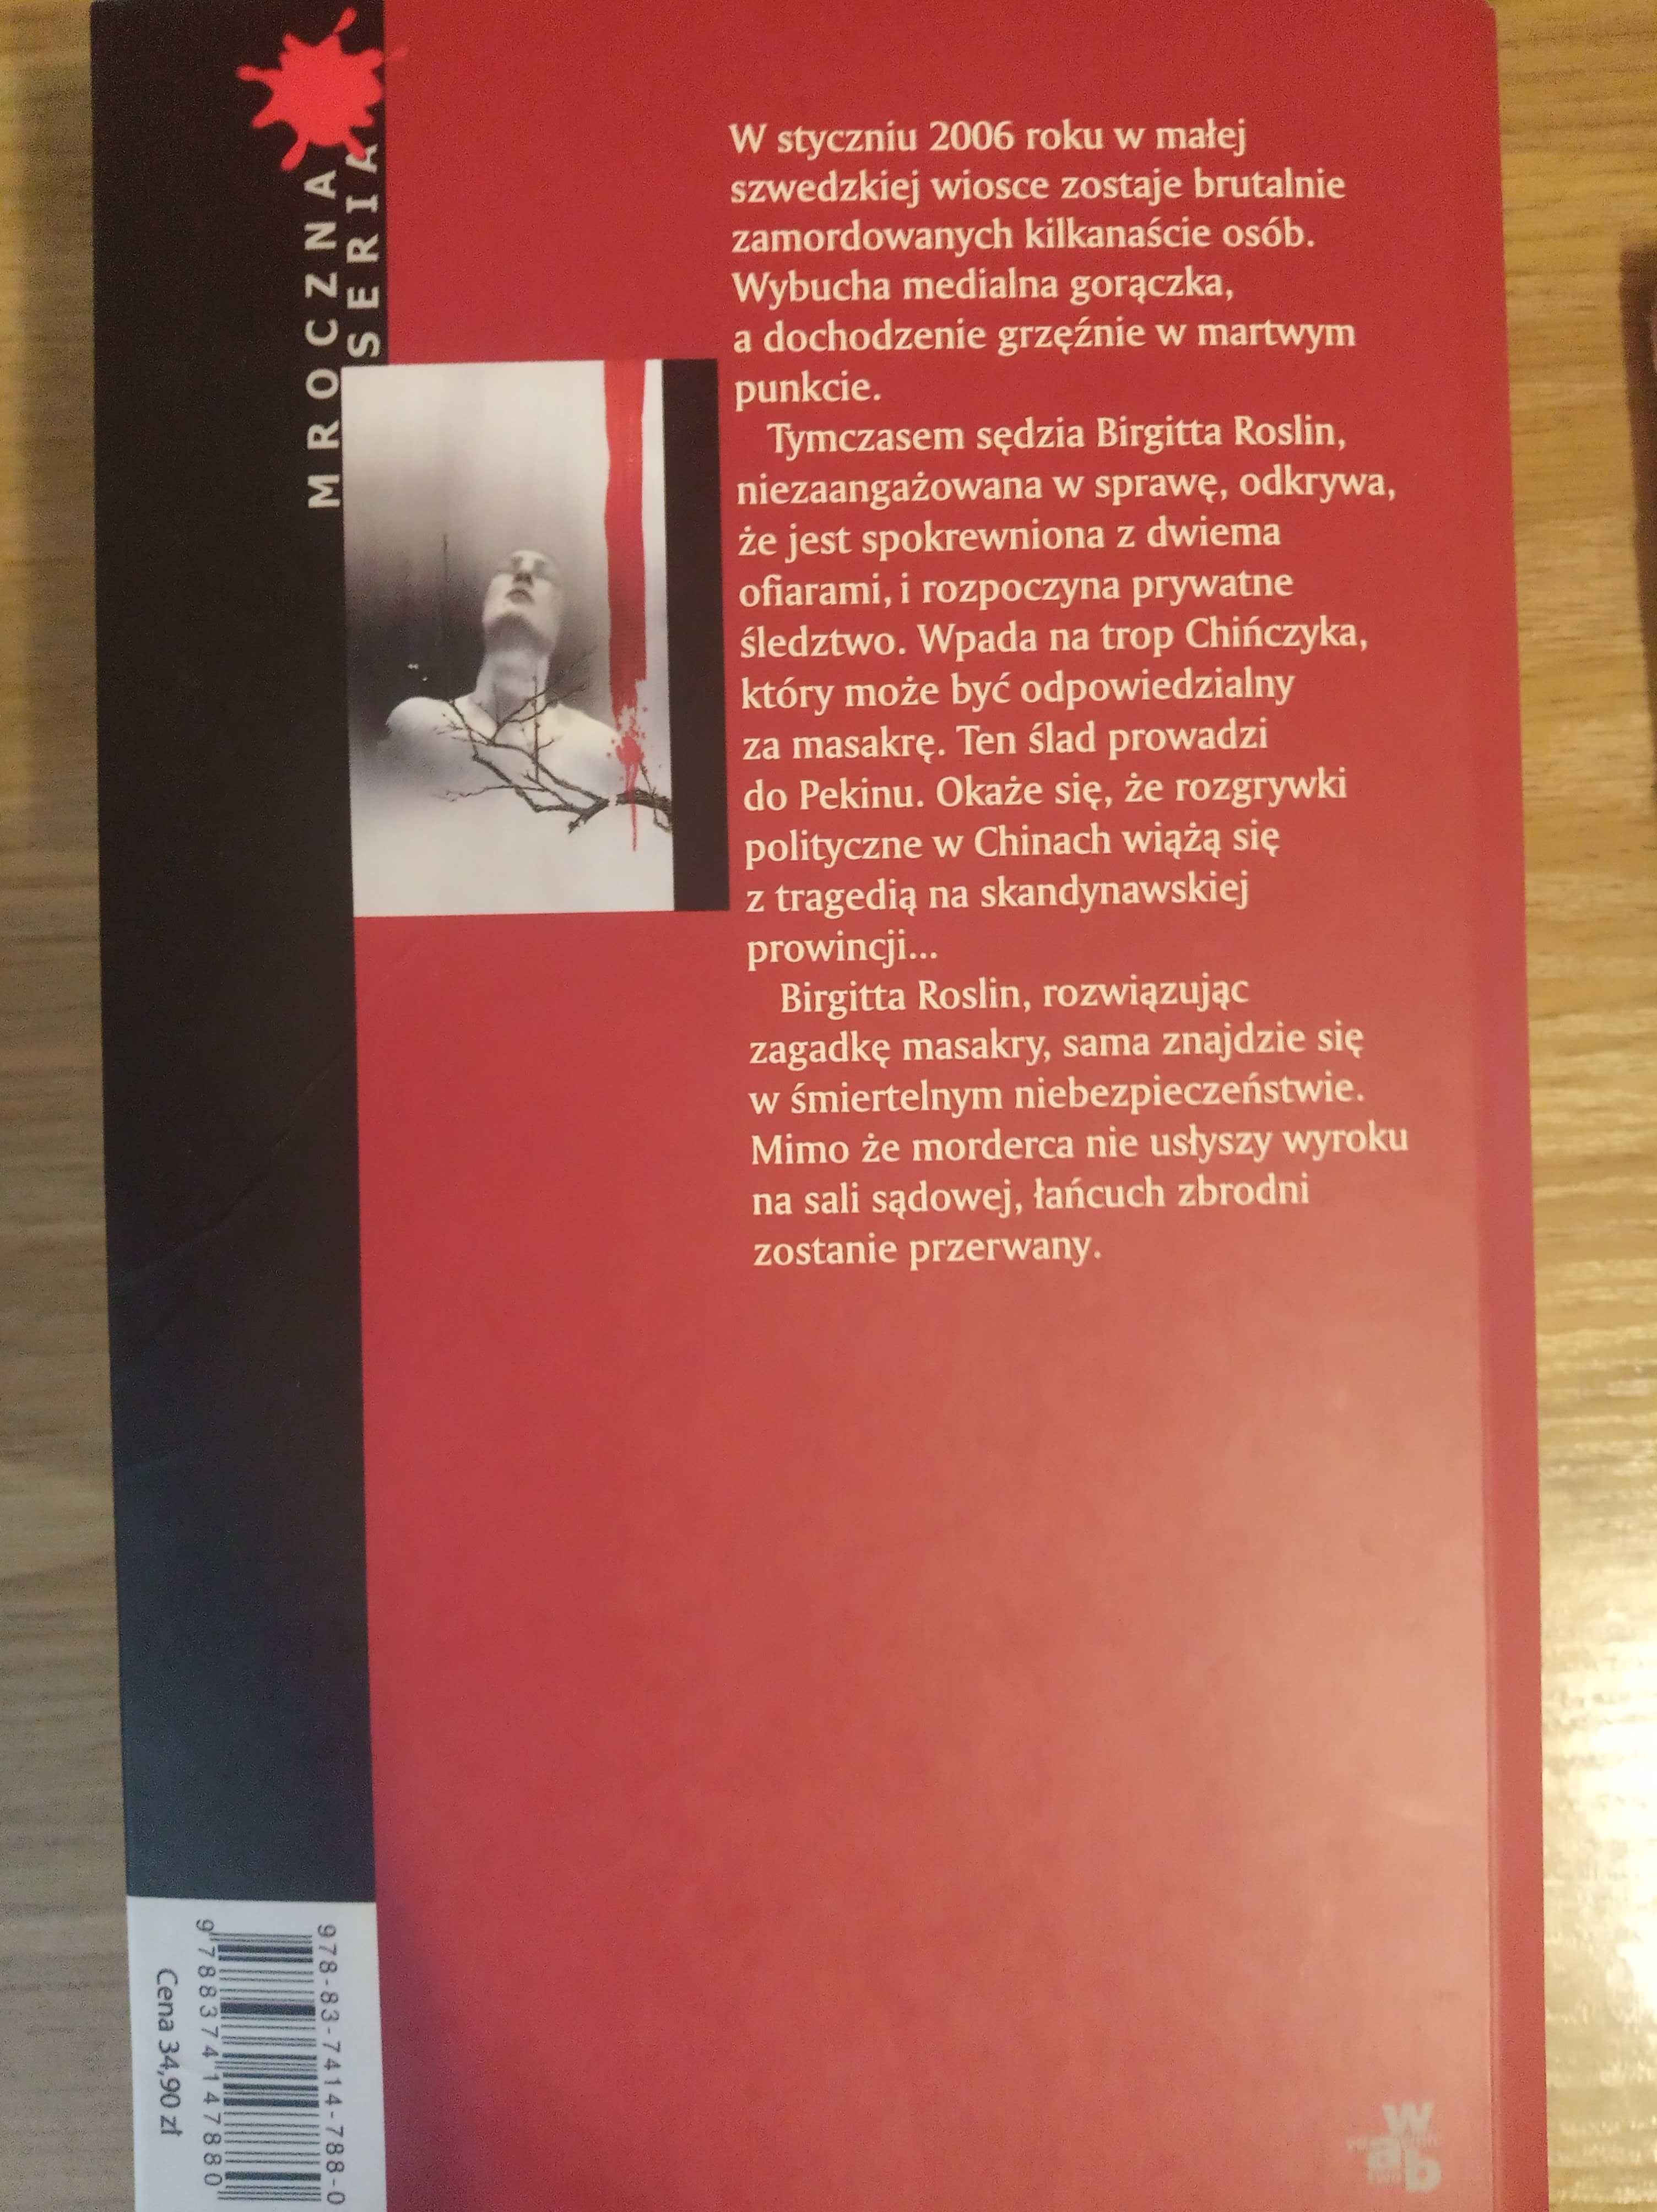 MROCZNA
SERIA
W styczniu 2006 roku w małej
szwedzkiej wiosce zostaje brutalnie
zamordowanych kilkanaście osób.
Wybucha medialna gorączka,
a dochodzenie grzęźnie w martwym
punkcie.
Tymczasem sędzia Birgitta Roslin,
niezaangażowana w sprawę, odkrywa,
że jest spokrewniona z dwiema
ofiarami, i rozpoczyna prywatne
śledztwo. Wpada na trop Chińczyka,
który może być odpowiedzialny
za masakrę. Ten ślad prowadzi
do Pekinu. Okaże się, że rozgrywki
polityczne w Chinach wiążą się
z tragedią na skandynawskiej
prowincji...
Birgitta Roslin, rozwiązując
zagadkę masakry, sama znajdzie się
w śmiertelnym niebezpieczeństwie.
Mimo że morderca nie usłyszy wyroku
na sali sądowej, łańcuch zbrodni
zostanie przerwany.
978-83-7414-788-0
9788374147880
Cena 34,90 zł
w
ab